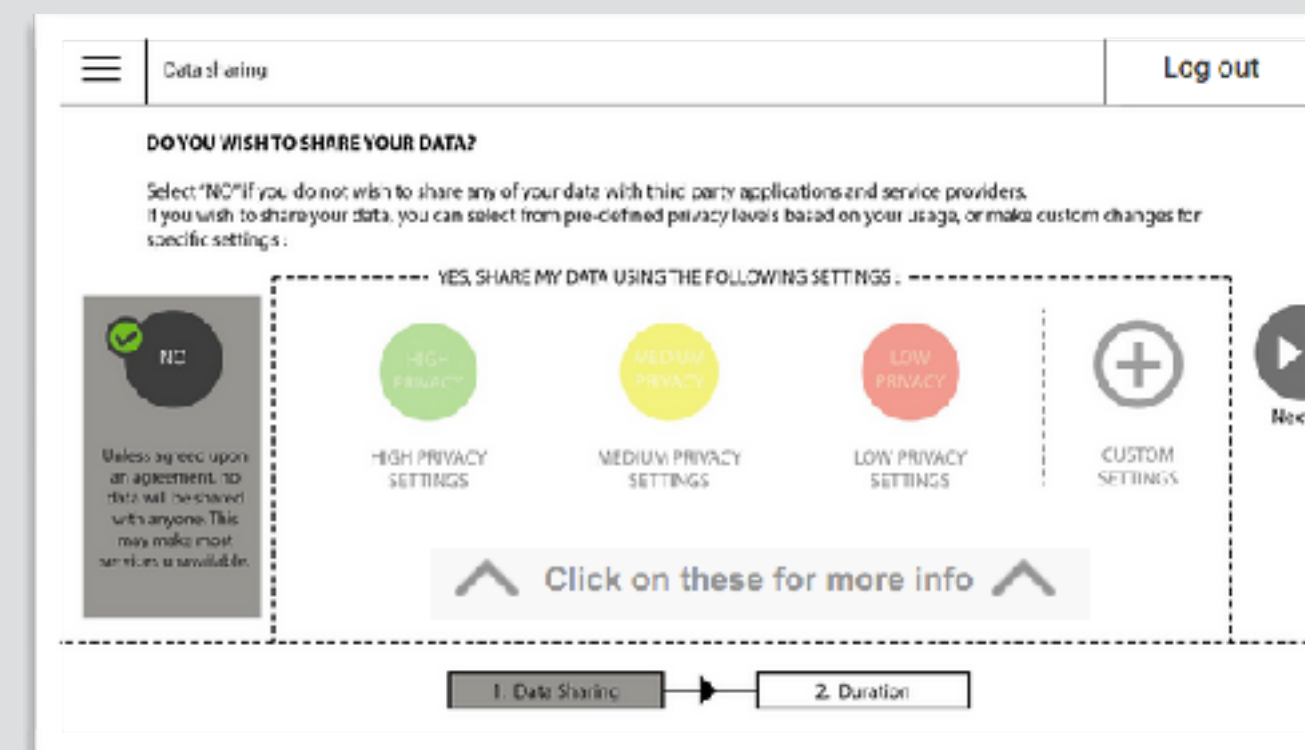 Data sharing
Log out
DO YOU WISH TO SHARE YOUR DATA?
Select "NO" if you do not wish to share any of your data with third party applications and service providers.
If you wish to share your data, you can select from pre-defined privacy levels based on your usage, or make custom changes for
specific settings :
YES, SHARE MY DATA USING THE FOLLOWING SETTINGS :
NO
Unless agreed upon
an agreement, no
data will be shared
with anyone. This
may make most
services unavailable.
HIGH
PRIVACY
HIGH PRIVACY
SETTINGS
MEDIUM
PRIVACY
MEDIUM PRIVACY
SETTINGS
LOW
PRIVACY
LOW PRIVACY
SETTINGS
CUSTOM
SETTINGS
Click on these for more info
1. Data Sharing
2. Duration